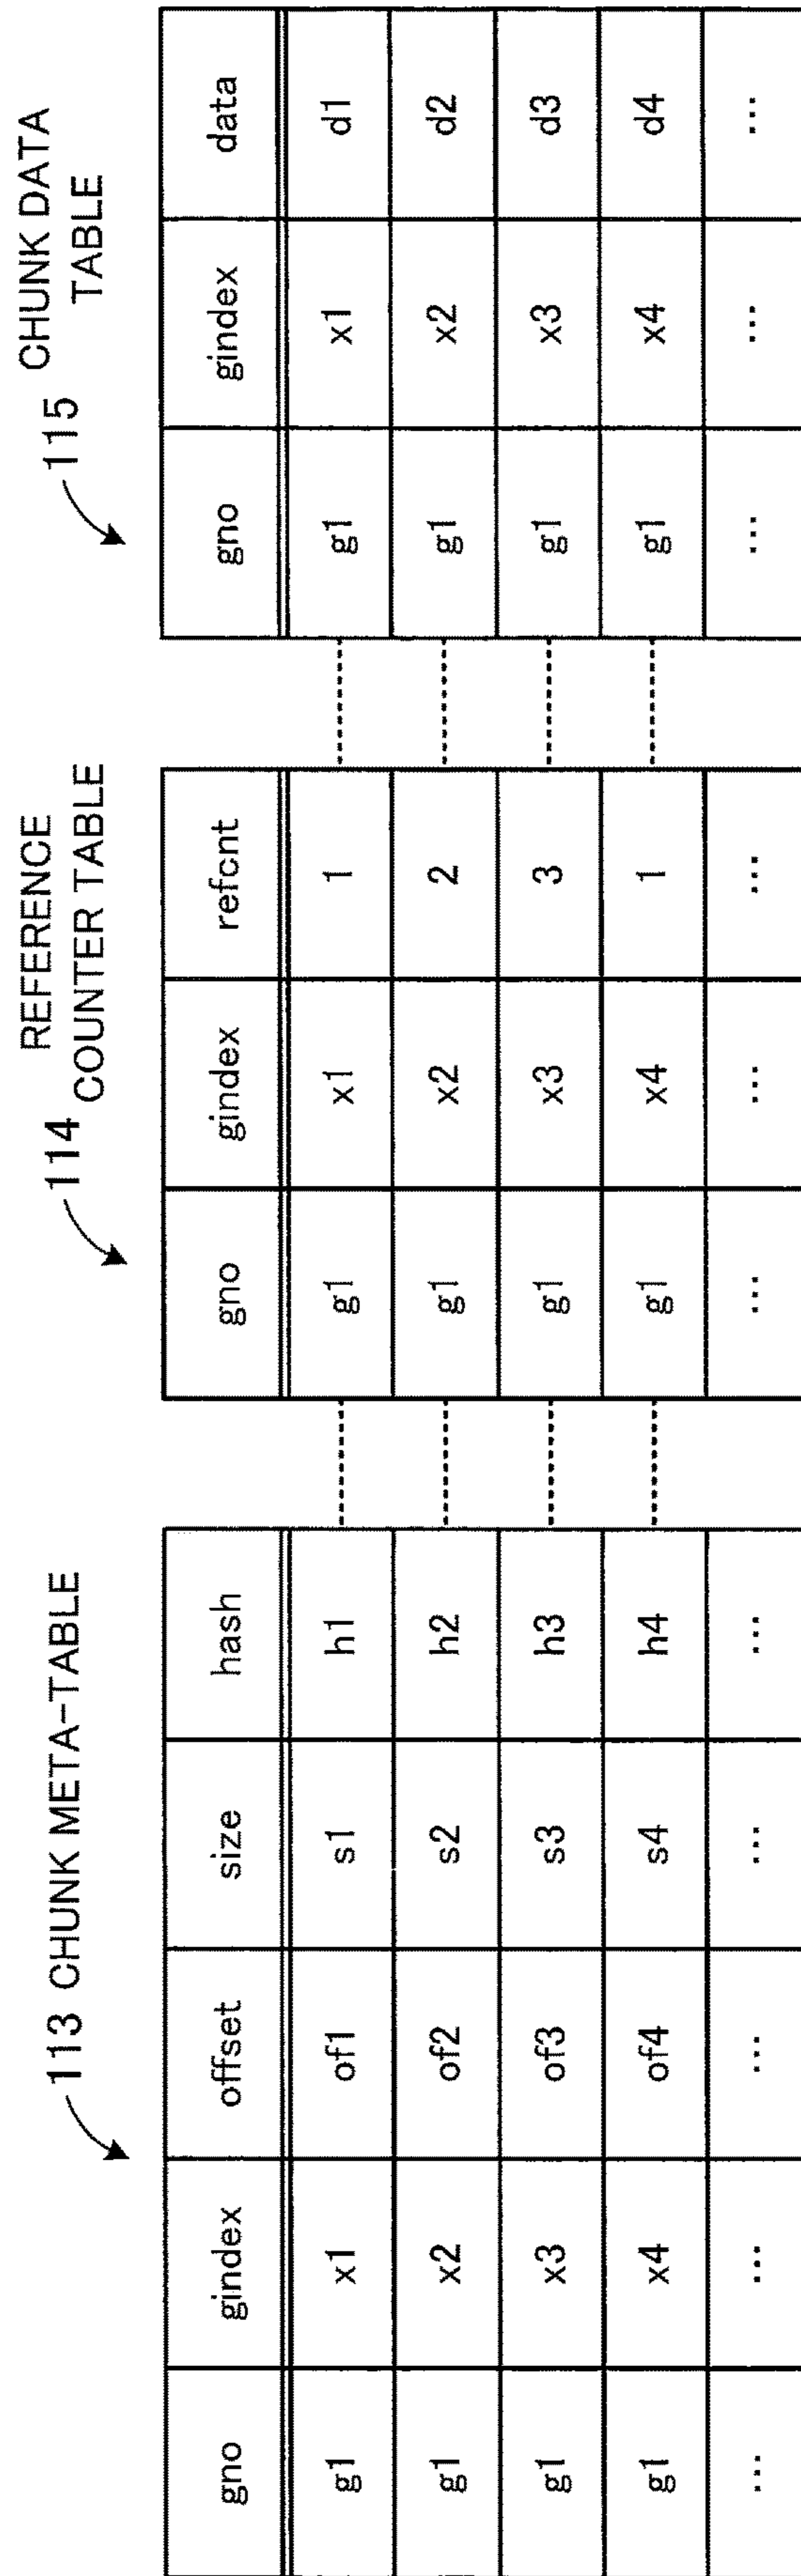 113 CHUNK META-TABLE
gno gindex offset size hash
g1 x1 of1 s1 h1
g1 x2 of2 s2 h2
g1 x3 of3 s3 h3
g1 x4 of4 s4 h4
... ... ... ... ...
REFERENCE
114 COUNTER TABLE
gno gindex refcnt
g1 x1 1
g1 x2 2
g1 x3 3
g1 x4 1
... ... ...
115 CHUNK DATA
TABLE
gno gindex data
g1 x1 d1
g1 x2 d2
g1 x3 d3
g1 x4 d4
... ... ...